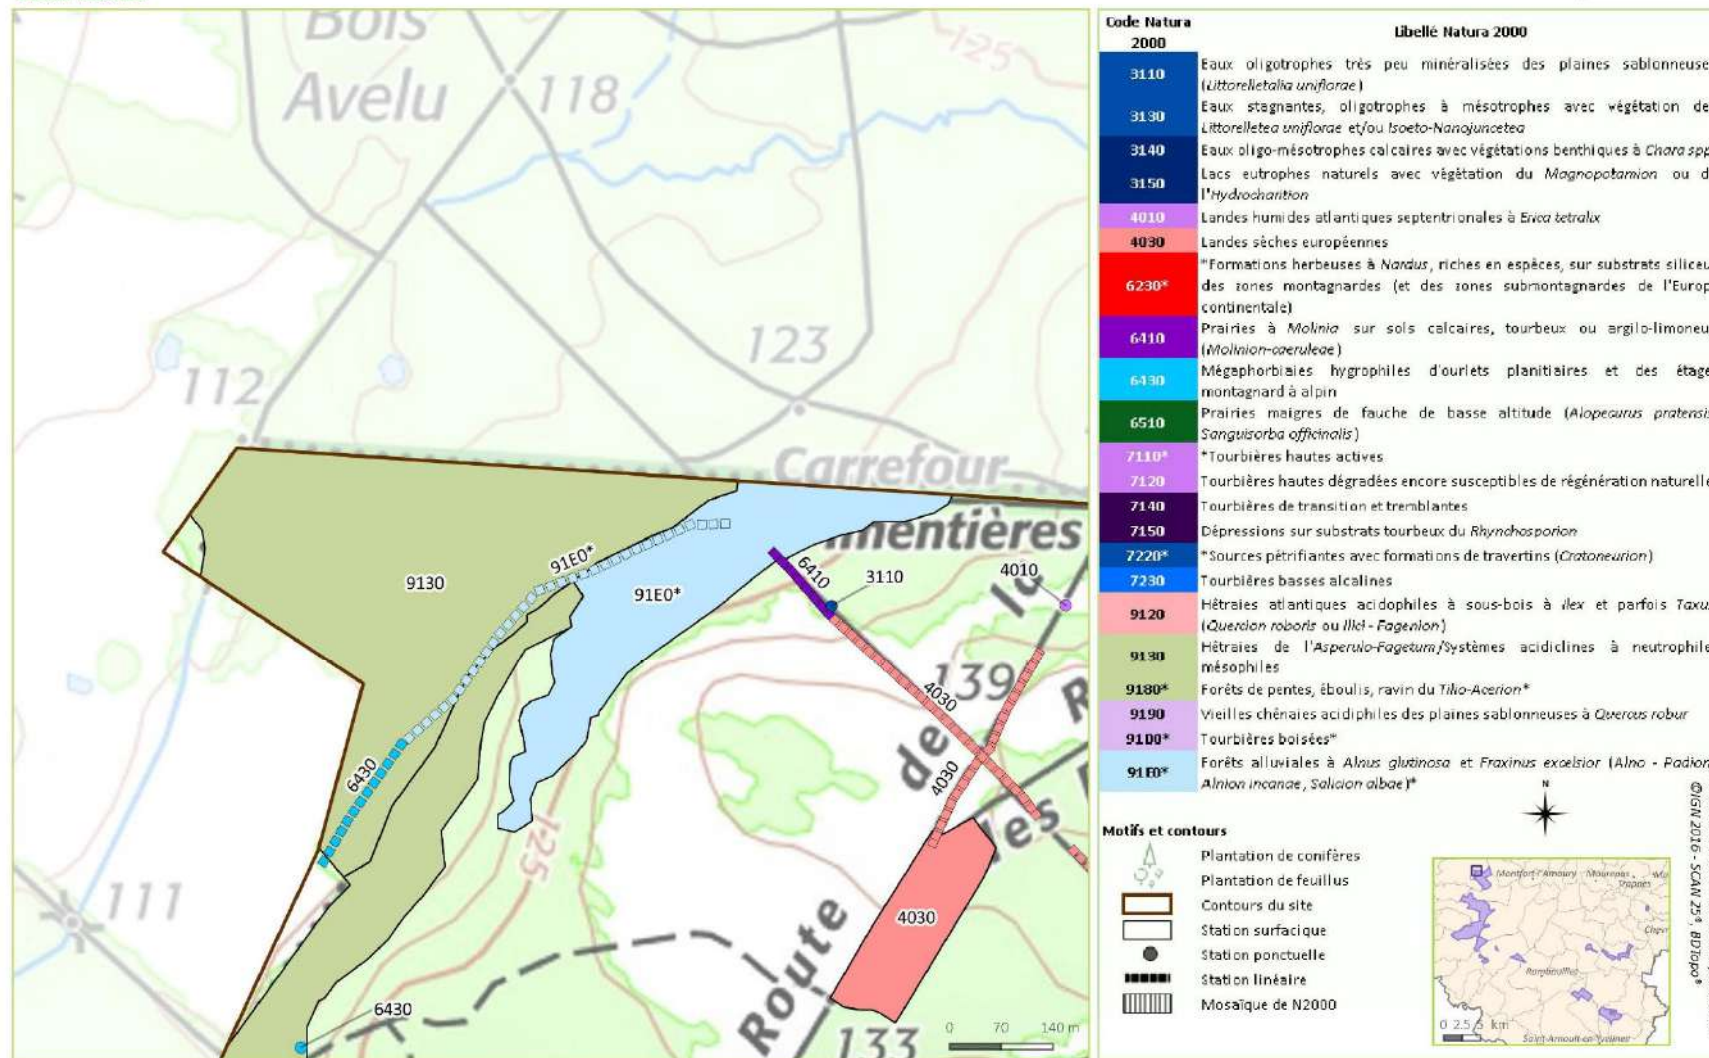 Bois
Avelu
118
125
112
123
Carrefour
mentières
9130
91E0*
91E0*
6410
3110
4010
la
139
4030
de
4030
6430
125
les
111
4030
Route
6430
133
0 70 140 m
Code Natura 2000
Libellé Natura 2000
3110
Eaux oligotrophes très peu minéralisées des plaines sablonneuse
(Littorelletalia uniflorae)
3130
Eaux stagnantes, oligotrophes à mésotrophes avec végétation de
Littorelletea uniflorae et/ou Isoeto-Nanojuncetea
3140
Eaux oligo-mésotrophes calcaires avec végétations benthiques à Chara spp
3150
Lacs eutrophes naturels avec végétation du Magnopotamion ou d
l'Hydrocharition
4010
Landes humides atlantiques septentrionales à Erica tetralix
4030
Landes sèches européennes
6230*
*Formations herbeuses à Nardus, riches en espèces, sur substrats siliceu
des zones montagnardes (et des zones submontagnardes de l'Europ
continentale)
6410
Prairies à Molinia sur sols calcaires, tourbeux ou argilo-limoneu
(Molinion-caeruleae)
6430
Mégaphorbiaies hygrophiles d'ourlets planitiaires et des étage
montagnard à alpin
6510
Prairies maigres de fauche de basse altitude (Alopecurus pratensis
Sanguisorba officinalis)
7110*
*Tourbières hautes actives
7120
Tourbières hautes dégradées encore susceptibles de régénération naturelle
7140
Tourbières de transition et tremblantes
7150
Dépressions sur substrats tourbeux du Rhynchosporion
7220*
*Sources pétrifiantes avec formations de travertins (Cratoneurion)
7230
Tourbières basses alcalines
9120
Hêtraies atlantiques acidophiles à sous-bois à Ilex et parfois Taxu
(Quercion roboris ou Ilici - Fagenion)
9130
Hêtraies de l'Asperulo-Fagetum/Systèmes acidiclines à neutrophile
mésophiles
9180*
Forêts de pentes, éboulis, ravin du Tilio-Acerion*
9190
Vieilles chênaies acidiphiles des plaines sablonneuses à Quercus robur
91D0*
Tourbières boisées*
91E0*
Forêts alluviales à Alnus glutinosa et Fraxinus excelsior (Alno - Padion
Alnion incanae, Salicion albae)*
Motifs et contours
Plantation de conifères
Plantation de feuillus
Contours du site
Station surfacique
Station ponctuelle
Station linéaire
Mosaïque de N2000
N
Montfort-l'Amaury
Maurepas
Trappes
Rambouillet
Saint-Arnoult-en-Yvelines
0 2.5 5 km
©IGN 2016 - SCAN 25®, BDTopo®